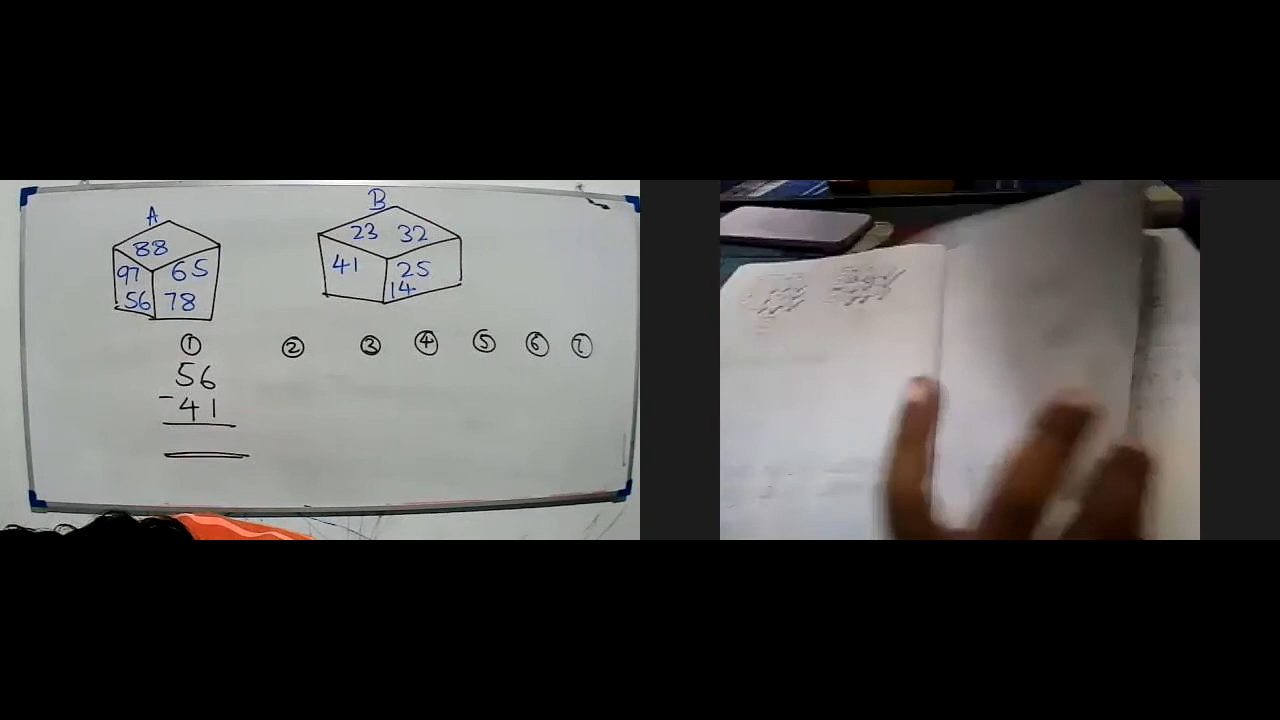 A
88
97 65
56 78
B
23 32
41 25
14
① ② ③ ④ ⑤ ⑥ ⑦
56
- 41